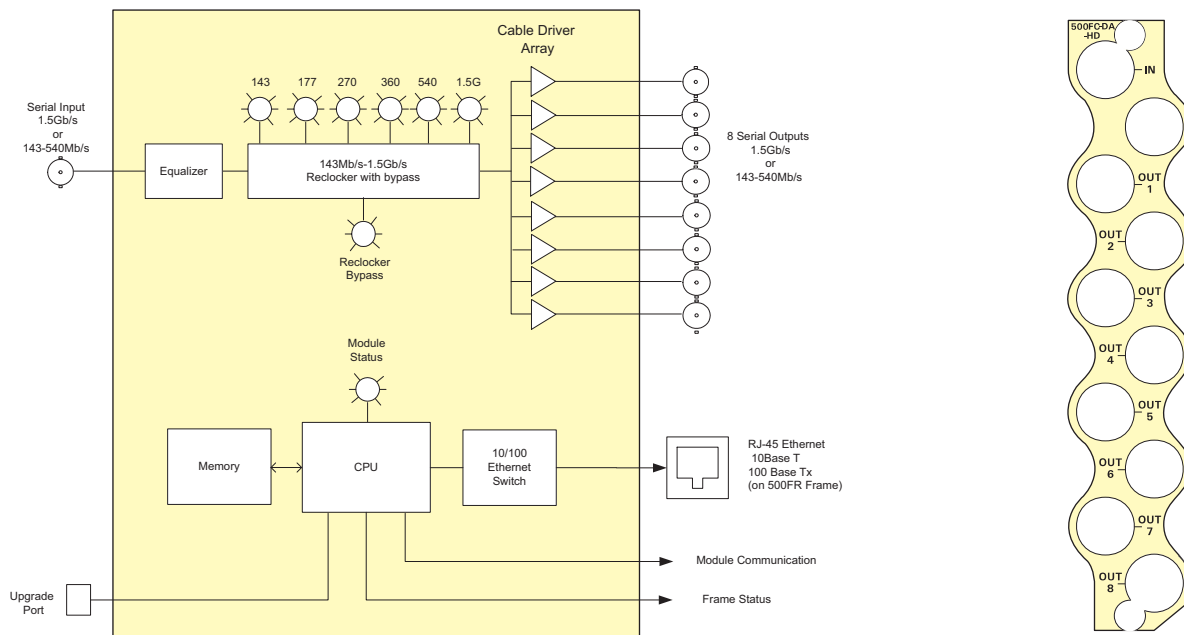 Cable Driver
Array
143
177
270
360
540
1.5G
Serial Input
1.5Gb/s
or
143-540Mb/s
Equalizer
143Mb/s-1.5Gb/s
Reclocker with bypass
8 Serial Outputs
1.5Gb/s
or
143-540Mb/s
Reclocker
Bypass
Module
Status
Memory
CPU
10/100
Ethernet
Switch
RJ-45 Ethernet
10Base T
100 Base Tx
(on 500FR Frame)
Module Communication
Upgrade
Port
Frame Status
500FC-DA
-HD
IN
OUT
1
OUT
2
OUT
3
OUT
4
OUT
5
OUT
6
OUT
7
OUT
8